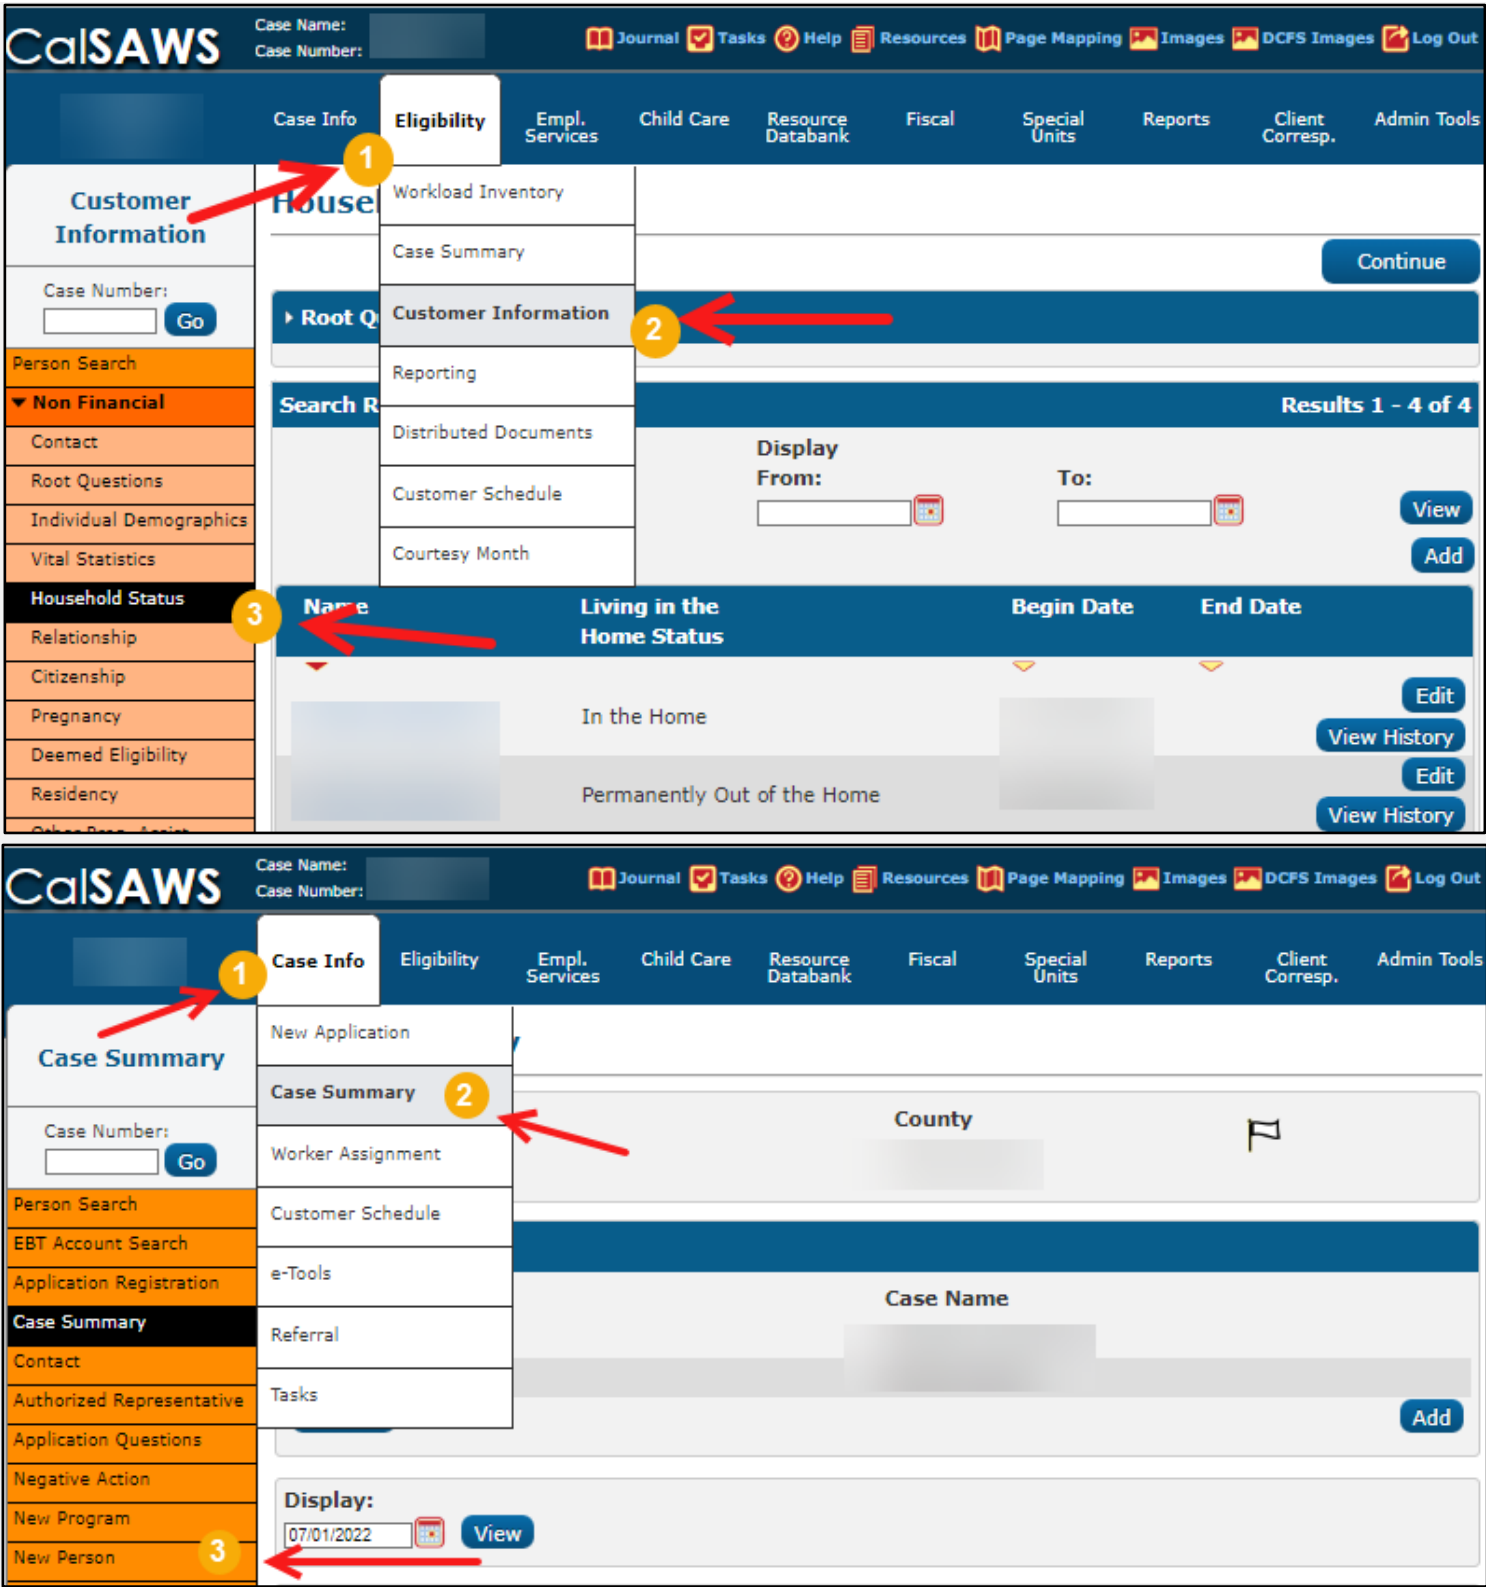 CalSAWS
Case Name:
Case Number:
Journal Tasks Help Resources Page Mapping Images DCFS Images Log Out
Case Info Eligibility Empl. Services Child Care Resource Databank Fiscal Special Units Reports Client Corresp. Admin Tools
1
Customer
Information
Case Number:
Go
Person Search
Non Financial
Contact
Root Questions
Individual Demographics
Vital Statistics
Household Status
3
Relationship
Citizenship
Pregnancy
Deemed Eligibility
Residency
Workload Inventory
Case Summary
Customer Information
2
Reporting
Distributed Documents
Customer Schedule
Courtesy Month
Househ
Continue
Root Q
Search R
Results 1 - 4 of 4
Display
From: To:
View
Add
Name Living in the Home Status Begin Date End Date
In the Home
Edit
View History
Permanently Out of the Home
Edit
View History
CalSAWS
Case Name:
Case Number:
Journal Tasks Help Resources Page Mapping Images DCFS Images Log Out
1
Case Info Eligibility Empl. Services Child Care Resource Databank Fiscal Special Units Reports Client Corresp. Admin Tools
Case Summary
Case Number:
Go
Person Search
EBT Account Search
Application Registration
Case Summary
Contact
Authorized Representative
Application Questions
Negative Action
New Program
New Person
3
New Application
Case Summary
2
Worker Assignment
Customer Schedule
e-Tools
Referral
Tasks
County
Case Name
Add
Display:
07/01/2022 View